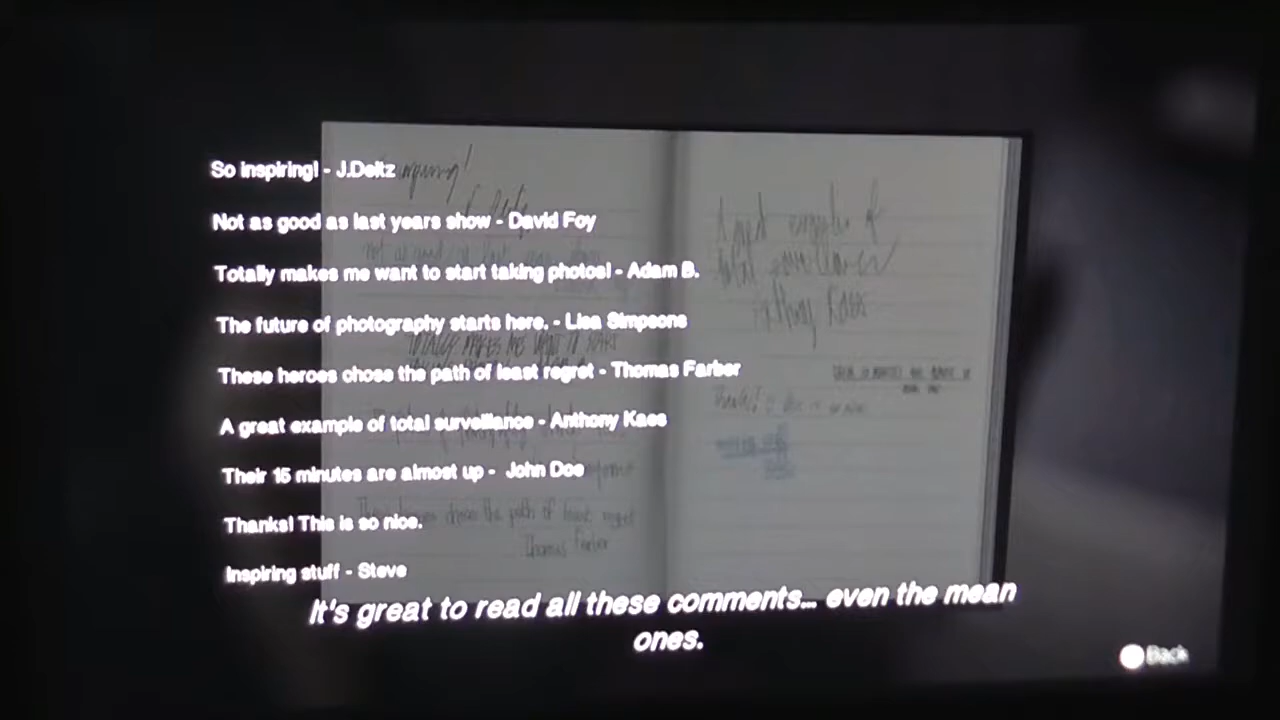 So inspiring! - J.Deitz
Not as good as last years show - David Foy
Totally makes me want to start taking photos! - Adam B.
The future of photography starts here. - Lisa Simpsons
These heroes chose the path of least regret - Thomas Farber
A great example of total surveillance - Anthony Kaes
Their 15 minutes are almost up - John Doe
Thanks! This is so nice.
Inspiring stuff - Steve
It's great to read all these comments... even the mean
ones.
Back